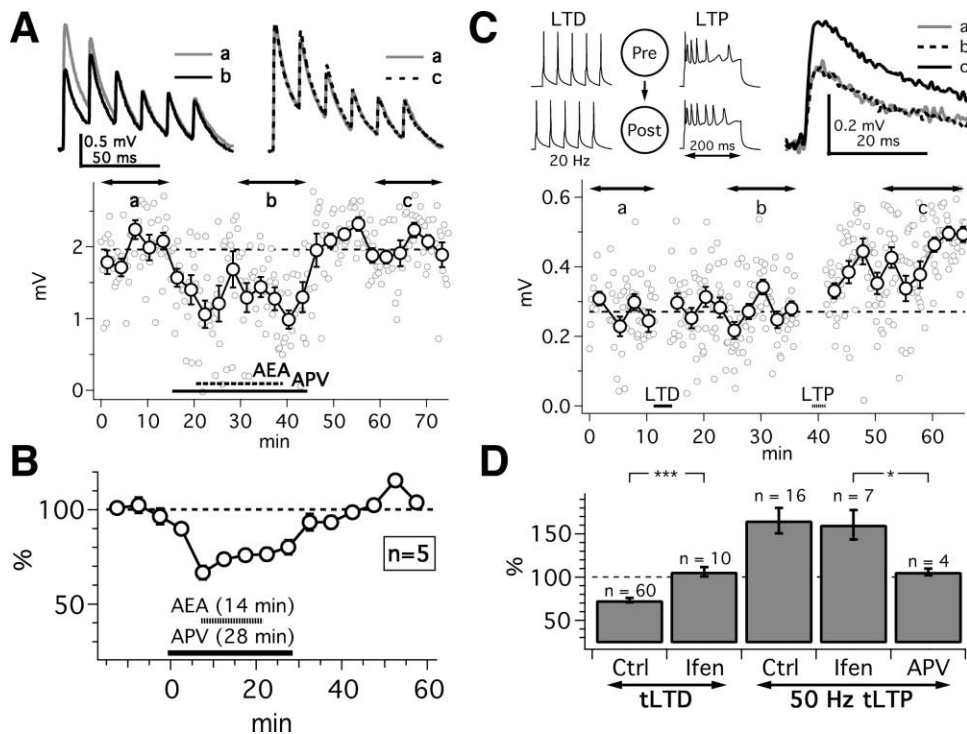 A
a
b
0.5 mV
50 ms
a
c
a
b
c
mV
2
1
0
AEA
APV
0 10 20 30 40 50 60 70
min
B
%
100
50
n=5
AEA (14 min)
APV (28 min)
0 20 40 60
min
C
LTD
Pre
LTP
Post
20 Hz
200 ms
a
b
c
0.2 mV
20 ms
a
b
c
mV
0.6
0.4
0.2
0.0
LTD
LTP
0 10 20 30 40 50 60
min
D
***
*
n = 16
n = 7
n = 10
n = 4
n = 60
%
150
100
50
Ctrl Ifen Ctrl Ifen APV
tLTD 50 Hz tLTP